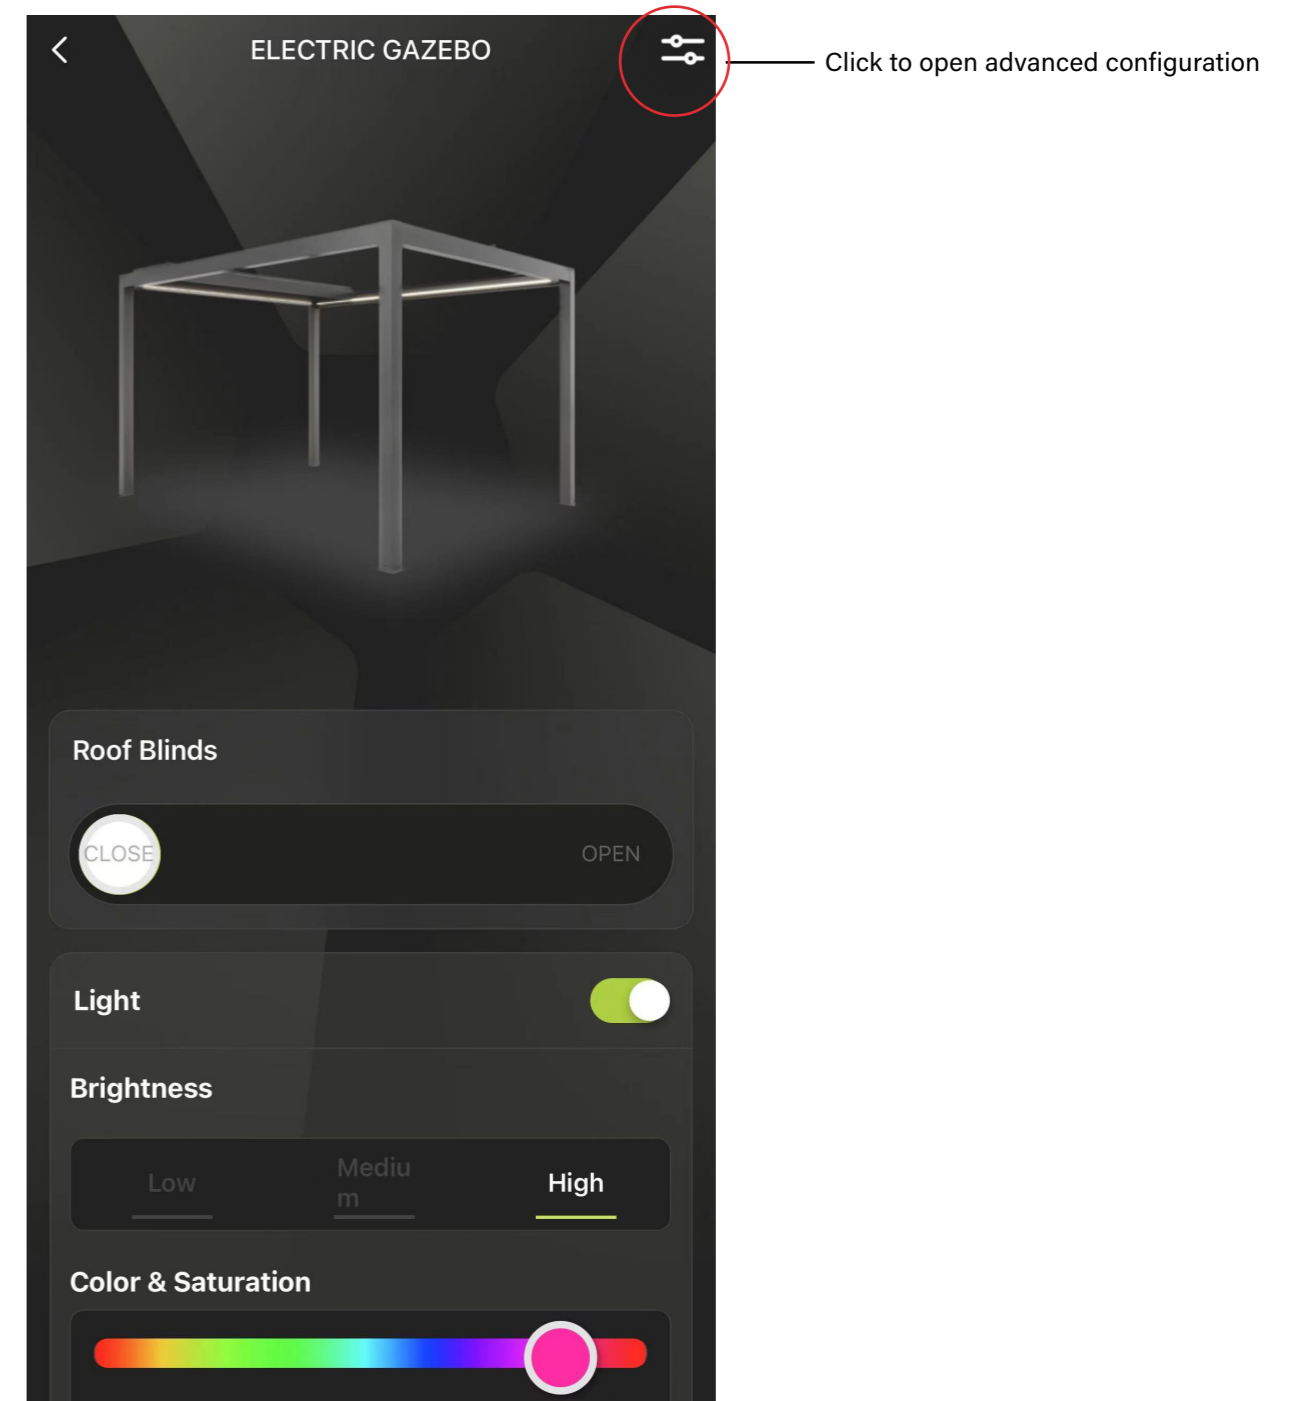 ELECTRIC GAZEBO
Click to open advanced configuration
Roof Blinds
CLOSE
OPEN
Light
Brightness
Low
Mediu
m
High
Color & Saturation